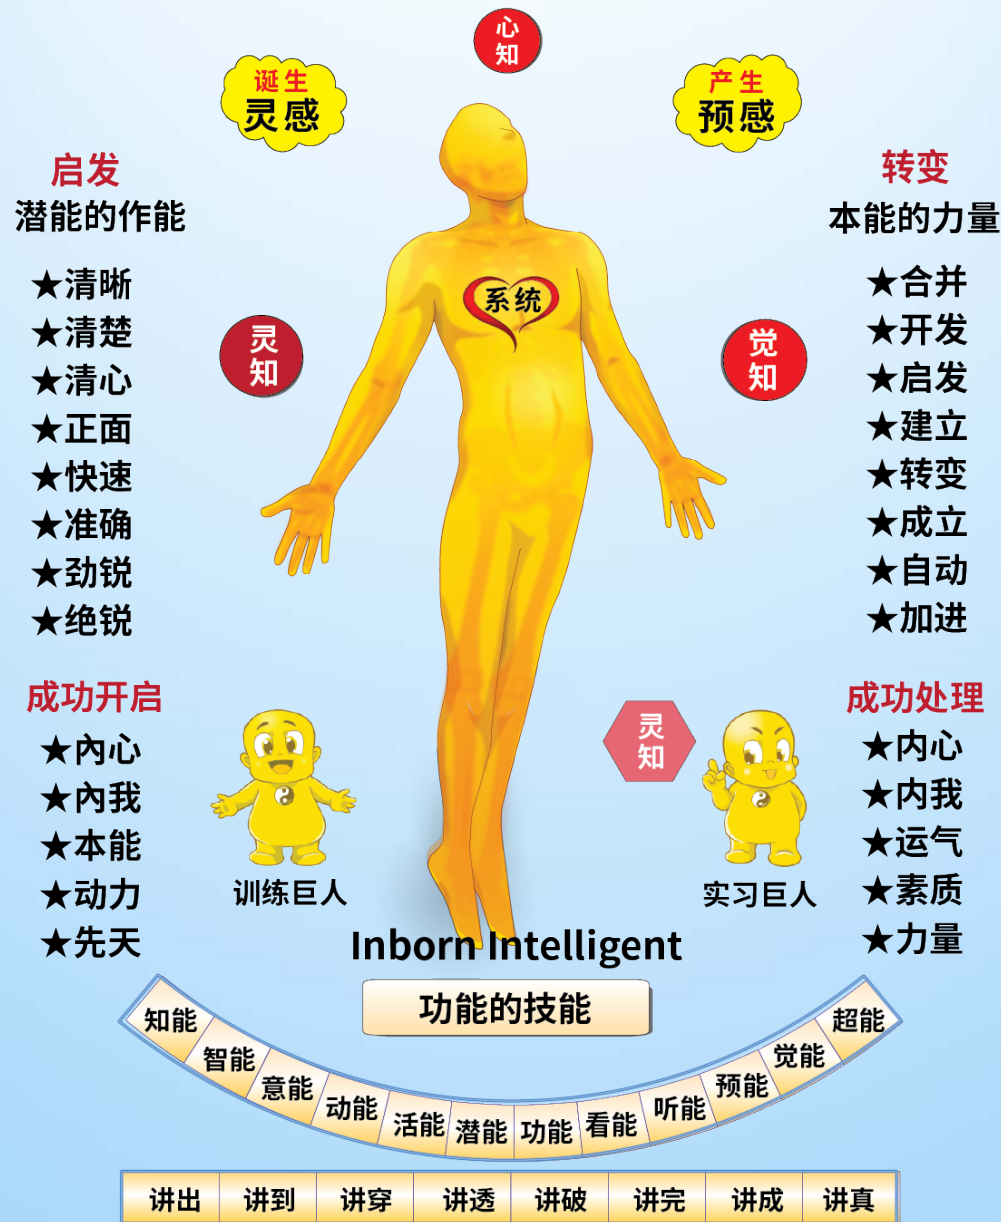 心
知
诞生
灵感
产生
预感
启发
潜能的作能
★清晰
★清楚
★清心
★正面
★快速
★准确
★劲锐
★绝锐
转变
本能的力量
★合并
★开发
★启发
★建立
★转变
★成立
★自动
★加进
系统
灵
知
觉
知
成功开启
★內心
★內我
★本能
★动力
★先天
灵
知
成功处理
★内心
★内我
★运气
★素质
★力量
训练巨人
实习巨人
Inborn Intelligent
功能的技能
知能
智能
意能
动能
活能
潜能
功能
看能
听能
预能
觉能
超能
讲出 讲到 讲穿 讲透 讲破 讲完 讲成 讲真